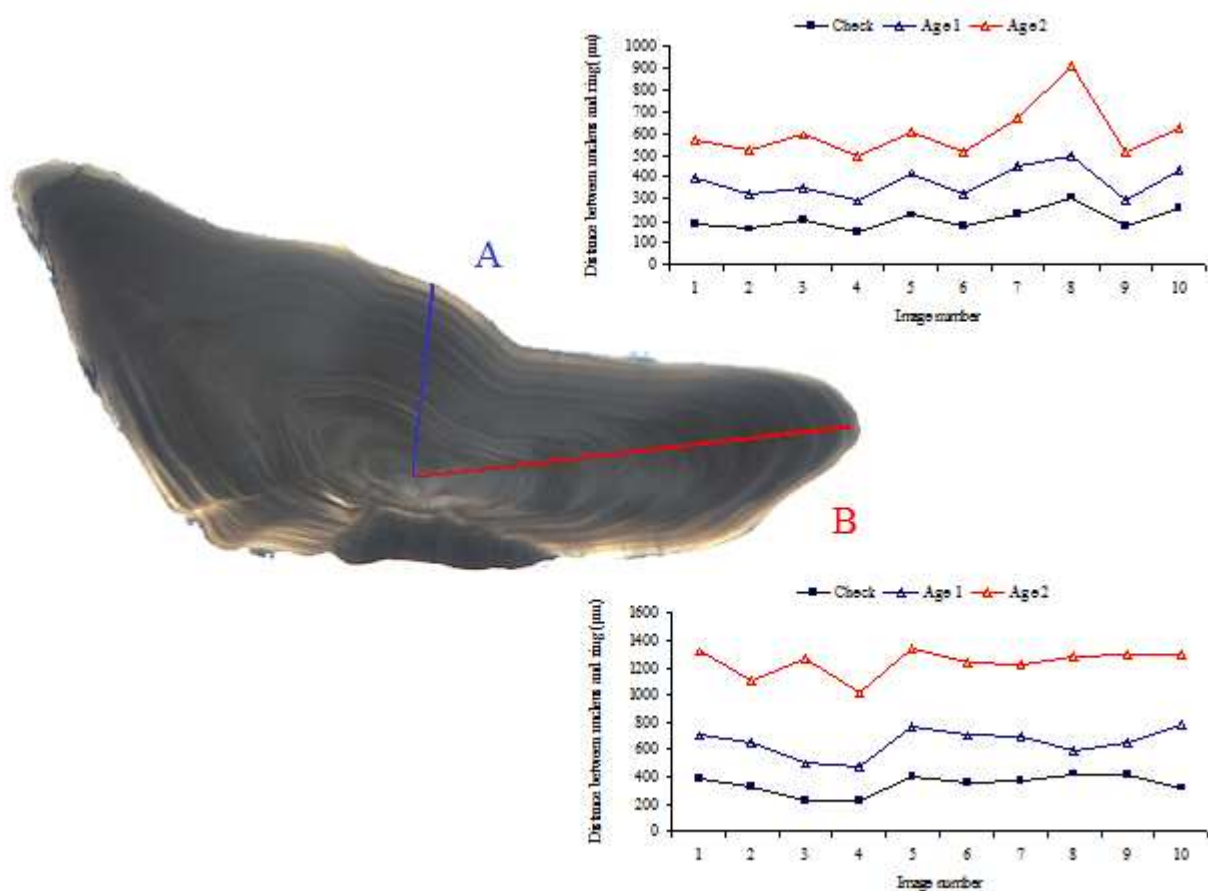 Check Age 1 Age 2
Distance between nucleus and ring (µm)
1000
900
800
700
600
500
400
300
200
100
0
1 2 3 4 5 6 7 8 9 10
Image number
A
B
Check Age 1 Age 2
Distance between nucleus and ring (µm)
1600
1400
1200
1000
800
600
400
200
0
1 2 3 4 5 6 7 8 9 10
Image number